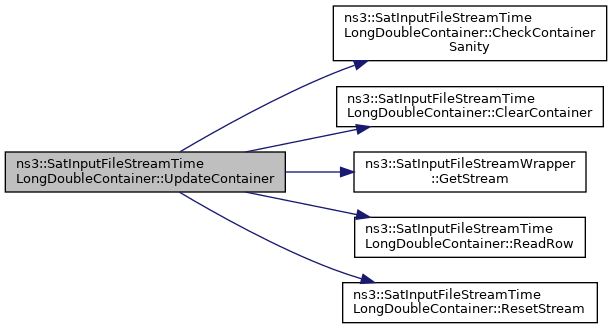 ns3::SatInputFileStreamTime
LongDoubleContainer::UpdateContainer
ns3::SatInputFileStreamTime
LongDoubleContainer::CheckContainer
Sanity
ns3::SatInputFileStreamTime
LongDoubleContainer::ClearContainer
ns3::SatInputFileStreamWrapper
::GetStream
ns3::SatInputFileStreamTime
LongDoubleContainer::ReadRow
ns3::SatInputFileStreamTime
LongDoubleContainer::ResetStream